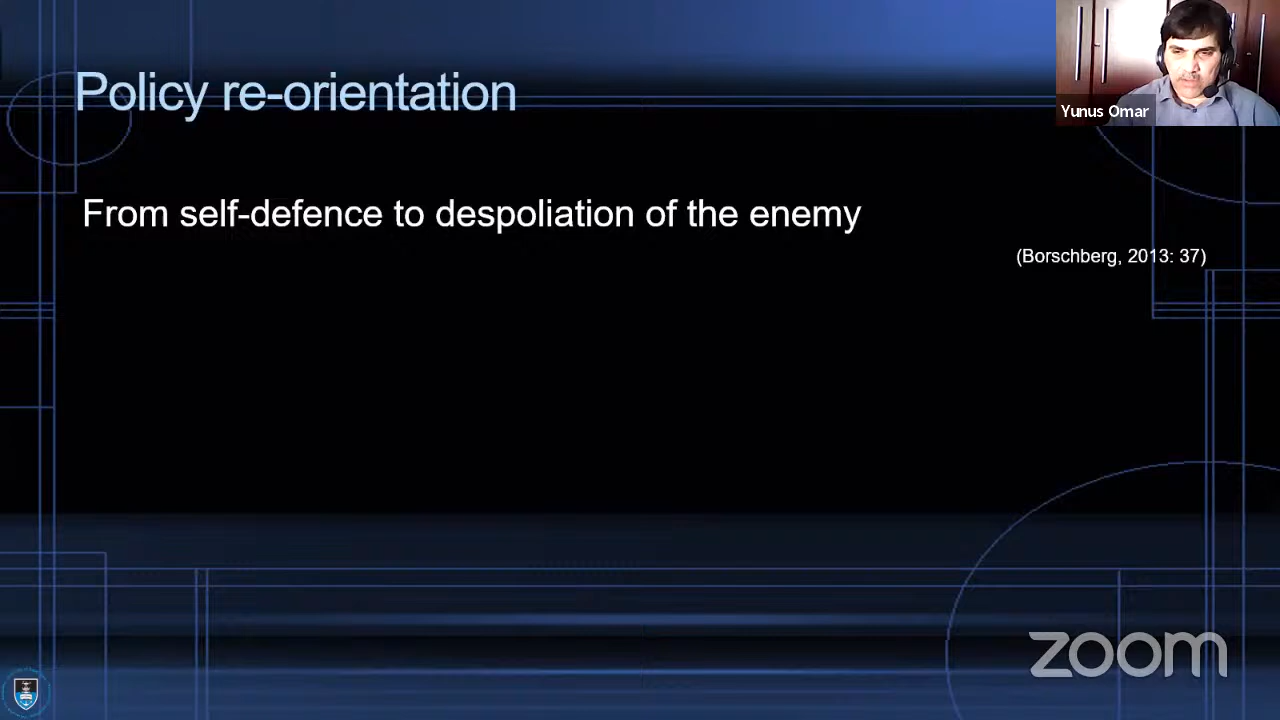 Policy re-orientation
Yunus Omar
From self-defence to despoliation of the enemy
(Borschberg, 2013: 37)
zoom